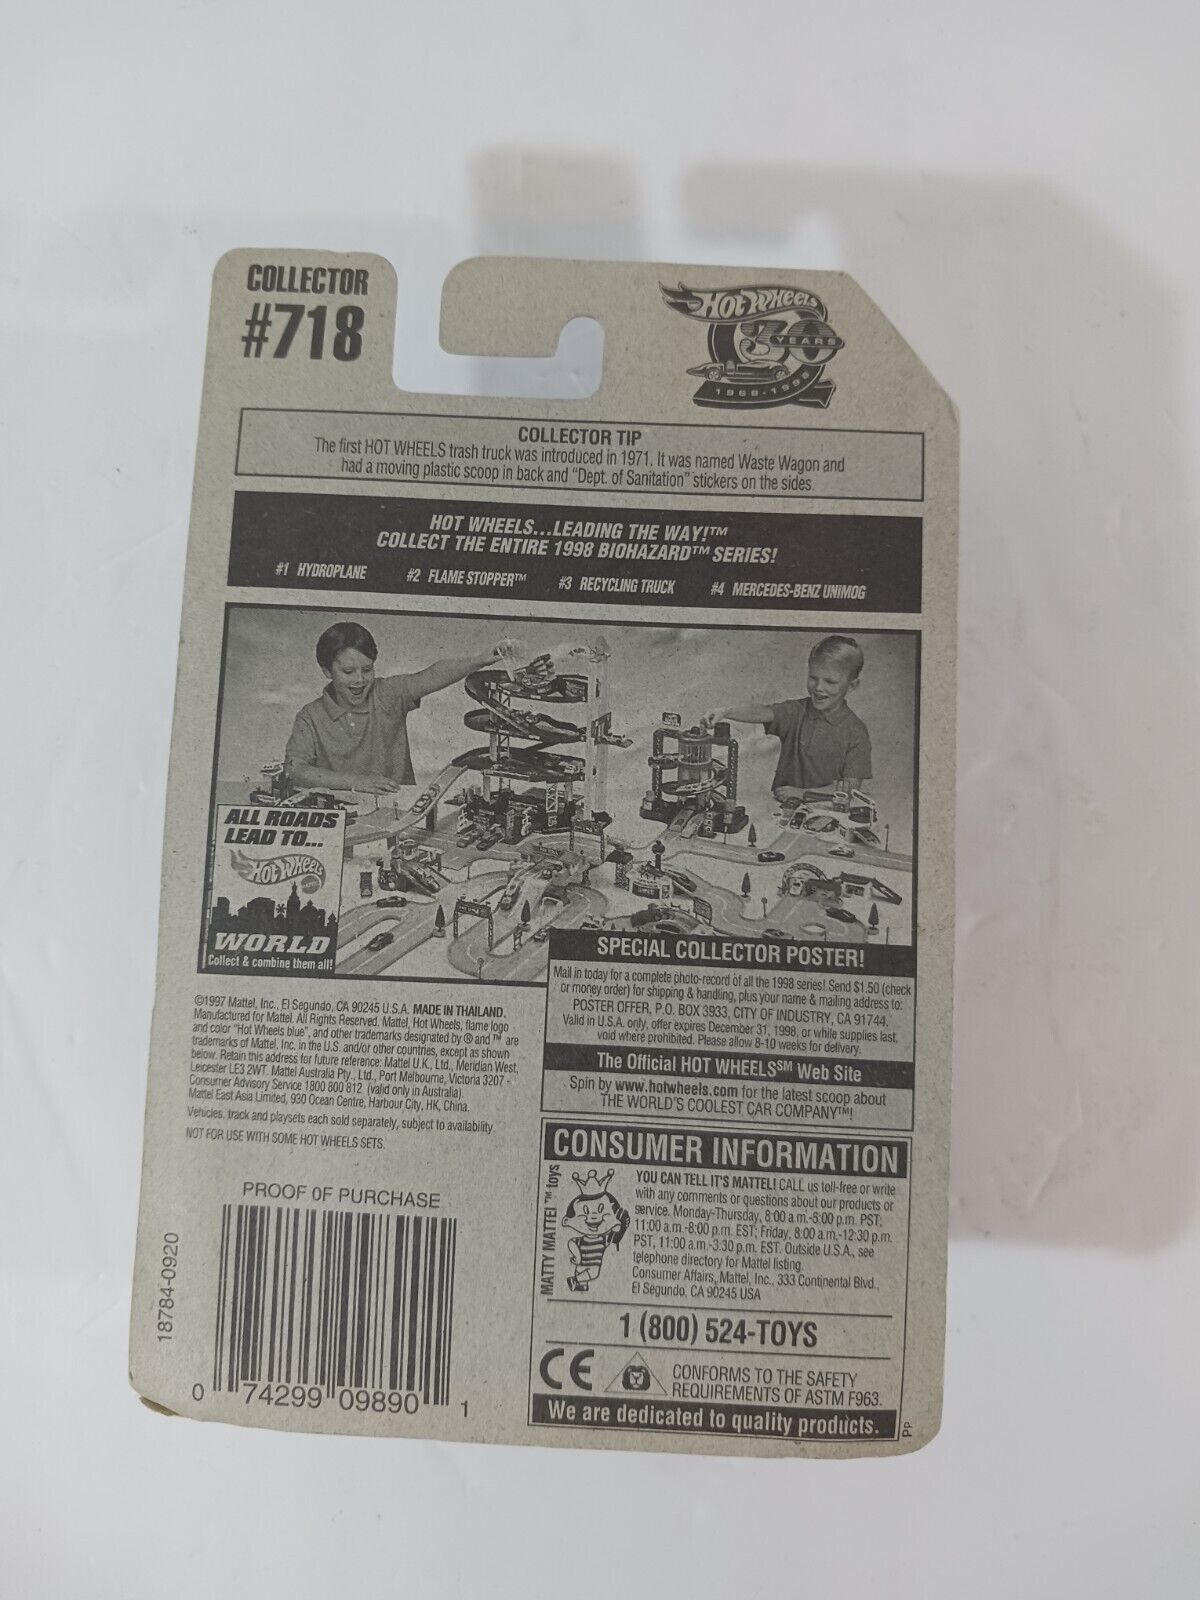 COLLECTOR
#718
HOT WHEELS
30
YEARS
1968-1998
COLLECTOR TIP
The first HOT WHEELS trash truck was introduced in 1971. It was named Waste Wagon and
had a moving plastic scoop in back and "Dept. of Sanitation" stickers on the sides.
HOT WHEELS...LEADING THE WAY!™
COLLECT THE ENTIRE 1998 BIOHAZARD™ SERIES!
#1 HYDROPLANE #2 FLAME STOPPER™ #3 RECYCLING TRUCK #4 MERCEDES-BENZ UNIMOG
ALL ROADS
LEAD TO...
HOT WHEELS
WORLD
Collect & combine them all!
SPECIAL COLLECTOR POSTER!
Mail in today for a complete photo-record of all the 1998 series! Send $1.50 (check
or money order) for shipping & handling, plus your name & mailing address to:
POSTER OFFER, P.O. BOX 3933, CITY OF INDUSTRY, CA 91744.
Valid in U.S.A. only, offer expires December 31, 1998, or while supplies last,
void where prohibited. Please allow 8-10 weeks for delivery.
The Official HOT WHEELS℠ Web Site
Spin by www.hotwheels.com for the latest scoop about
THE WORLD'S COOLEST CAR COMPANY™!
©1997 Mattel, Inc., El Segundo, CA 90245 U.S.A. MADE IN THAILAND.
Manufactured for Mattel. All Rights Reserved. Mattel, Hot Wheels, flame logo
and color "Hot Wheels blue", and other trademarks designated by ® and ™ are
trademarks of Mattel, Inc. in the U.S. and/or other countries, except as shown
below. Retain this address for future reference: Mattel U.K., Ltd., Meridian West,
Leicester LE3 2WT. Mattel Australia Pty., Ltd., Port Melbourne, Victoria 3207 -
Consumer Advisory Service 1800 800 812 (valid only in Australia).
Mattel East Asia Limited, 930 Ocean Centre, Harbour City, HK, China.
Vehicles, track and playsets each sold separately, subject to availability.
NOT FOR USE WITH SOME HOT WHEELS SETS.
CONSUMER INFORMATION
MATTY MATTEL™ toys
YOU CAN TELL IT'S MATTEL! CALL us toll-free or write
with any comments or questions about our products or
service. Monday-Thursday, 8:00 a.m.-5:00 p.m. PST,
11:00 a.m.-8:00 p.m. EST; Friday, 8:00 a.m.-12:30 p.m.
PST, 11:00 a.m.-3:30 p.m. EST. Outside U.S.A., see
telephone directory for Mattel listing.
Consumer Affairs, Mattel, Inc., 333 Continental Blvd.,
El Segundo, CA 90245 USA
1 (800) 524-TOYS
CE
CONFORMS TO THE SAFETY
REQUIREMENTS OF ASTM F963.
We are dedicated to quality products.
PP
PROOF OF PURCHASE
18784-0920
0 74299 09890 1